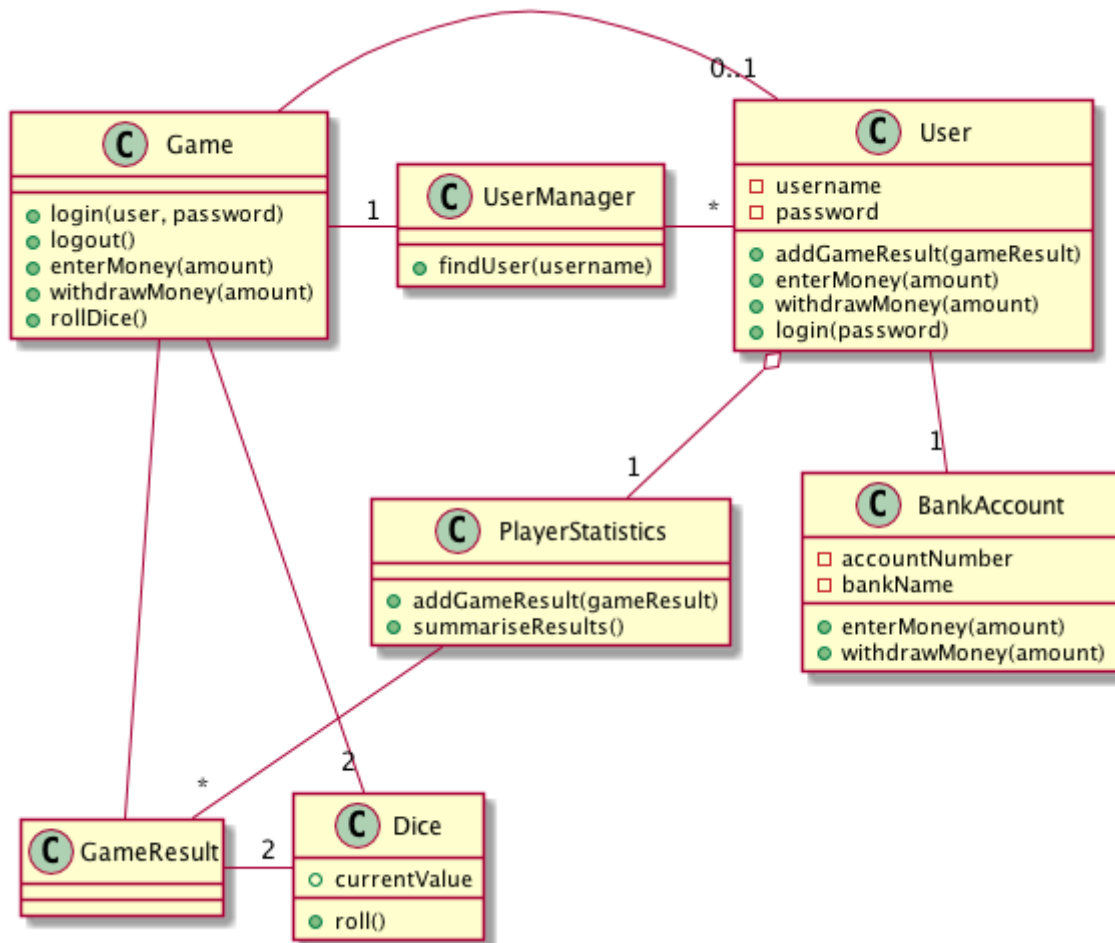 0..1
C Game
login(user, password)
logout()
enterMoney(amount)
withdrawMoney(amount)
rollDice()
1
C UserManager
findUser(username)
*
C User
username
password
addGameResult(gameResult)
enterMoney(amount)
withdrawMoney(amount)
login(password)
1
C PlayerStatistics
addGameResult(gameResult)
summariseResults()
1
C BankAccount
accountNumber
bankName
enterMoney(amount)
withdrawMoney(amount)
*
C GameResult
2
2
C Dice
currentValue
roll()